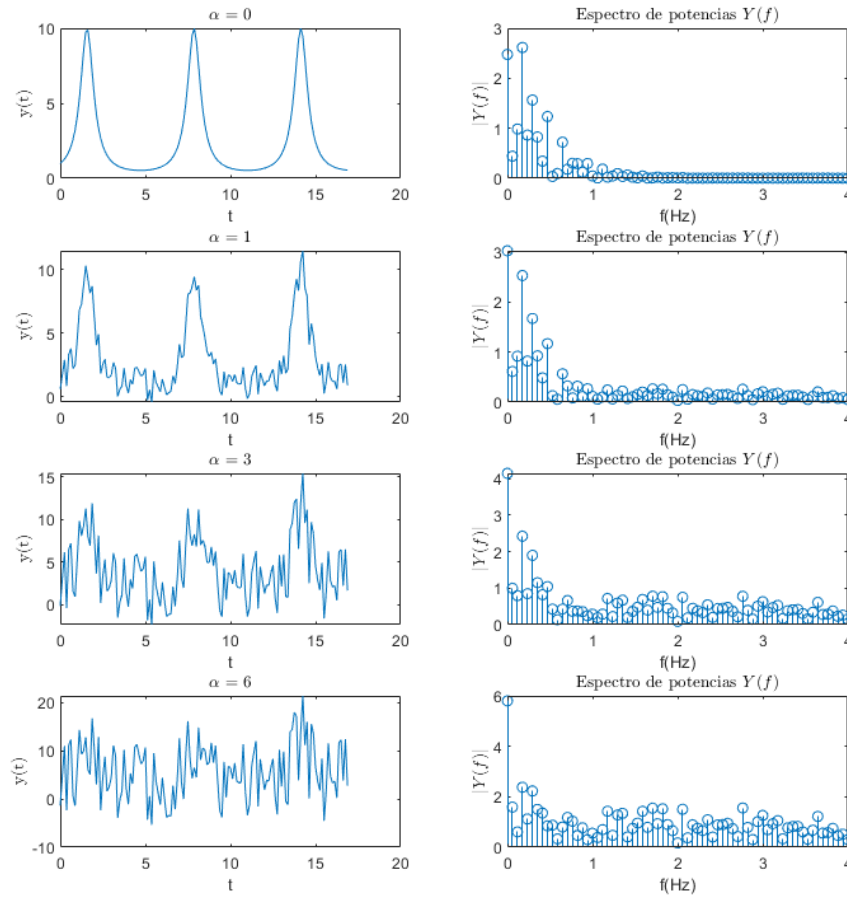 α = 0
10
5
0
y(t)
0 5 10 15 20
t
Espectro de potencias Y(f)
3
2
1
0
|Y(f)|
0 1 2 3 4
f(Hz)
α = 1
10
5
0
y(t)
0 5 10 15 20
t
Espectro de potencias Y(f)
3
2
1
0
|Y(f)|
0 1 2 3 4
f(Hz)
α = 3
15
10
5
0
y(t)
0 5 10 15 20
t
Espectro de potencias Y(f)
4
3
2
1
0
|Y(f)|
0 1 2 3 4
f(Hz)
α = 6
20
10
0
-10
y(t)
0 5 10 15 20
t
Espectro de potencias Y(f)
6
4
2
0
|Y(f)|
0 1 2 3 4
f(Hz)